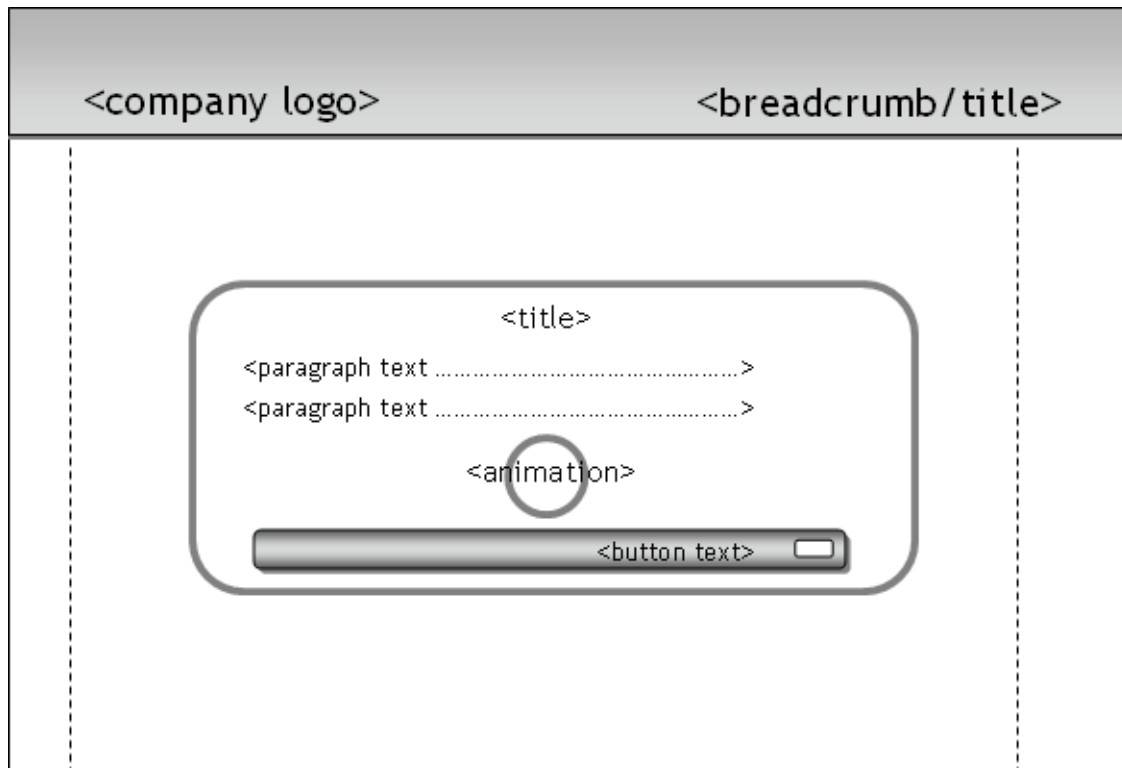 <company logo> <breadcrumb/title>
<title>
<paragraph text ................................................>
<paragraph text ................................................>
<animation>
<button text>